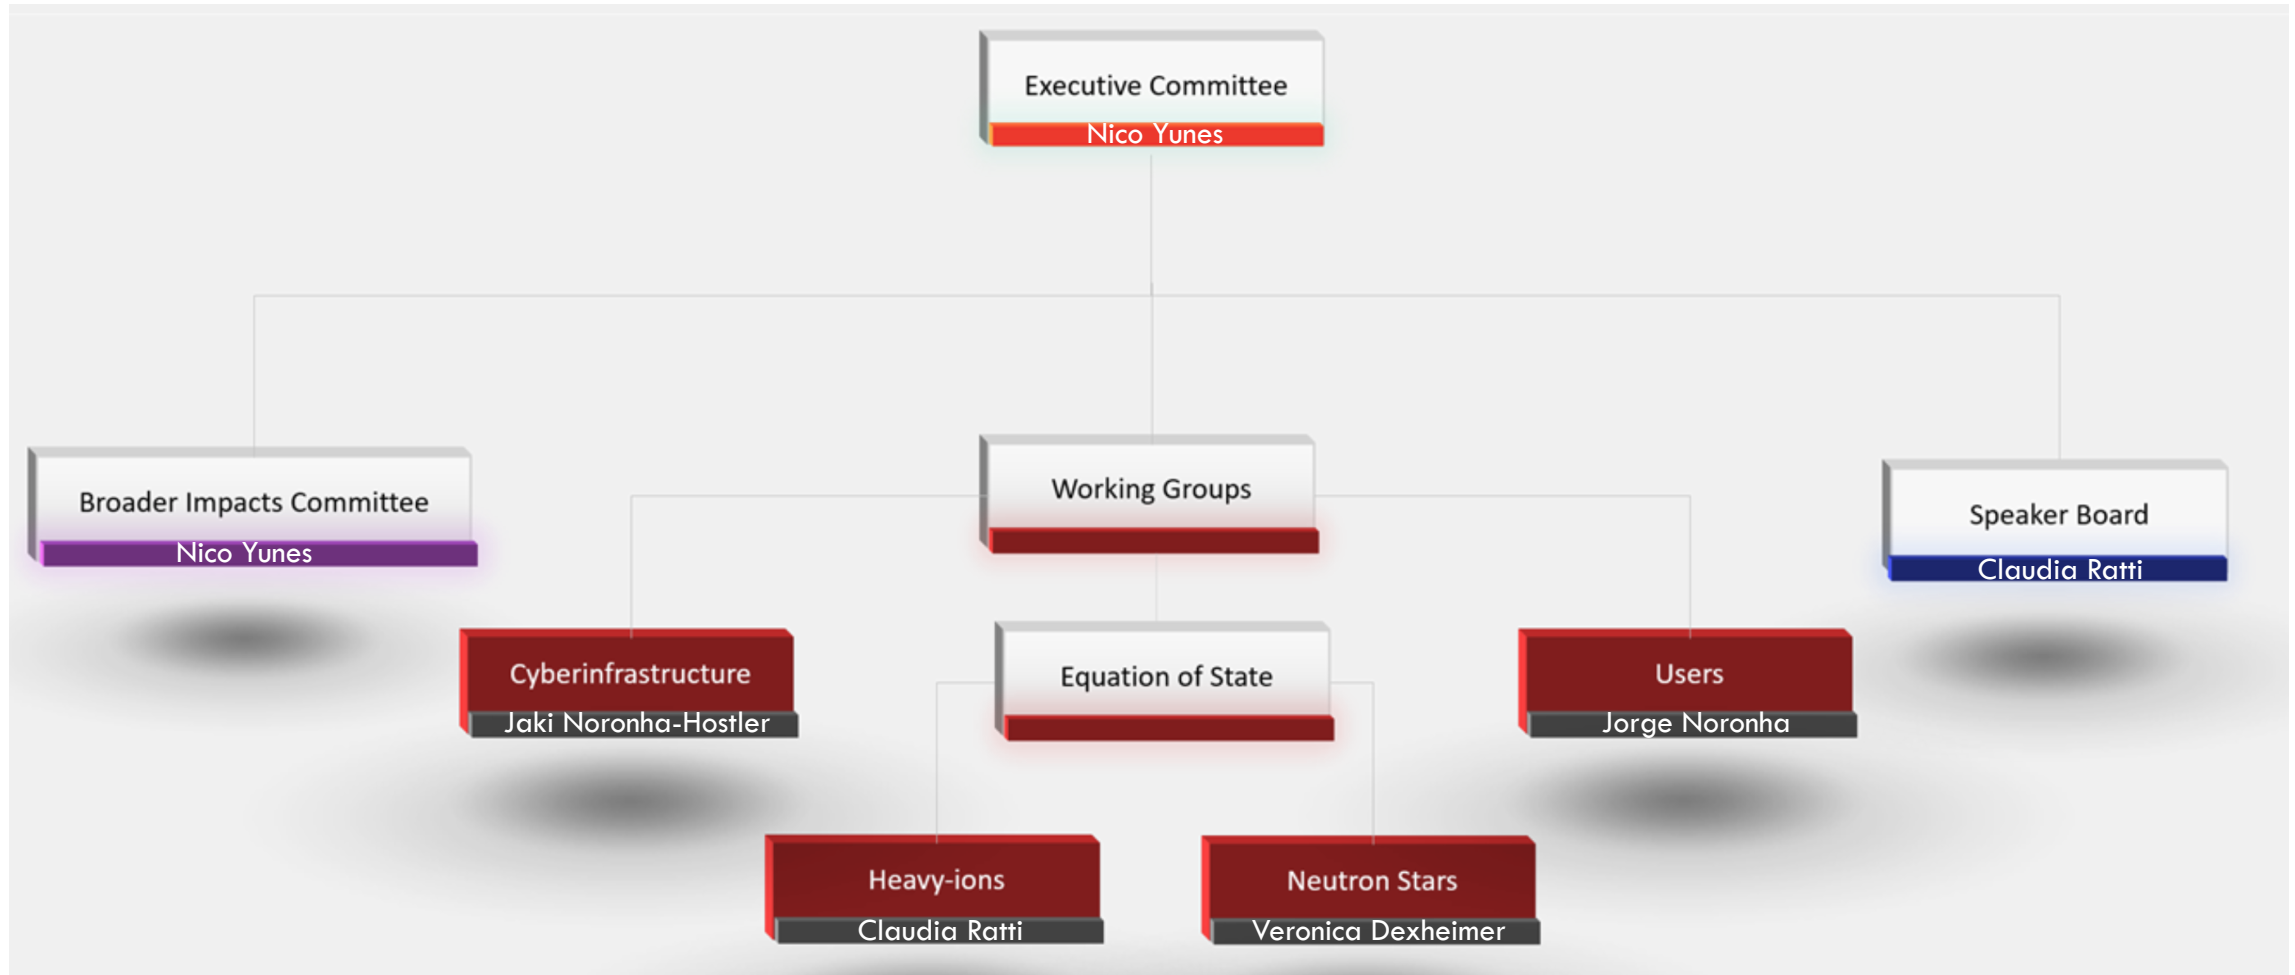 Executive Committee
Nico Yunes
Broader Impacts Committee
Nico Yunes
Working Groups
Speaker Board
Claudia Ratti
Cyberinfrastructure
Jaki Noronha-Hostler
Equation of State
Users
Jorge Noronha
Heavy-ions
Claudia Ratti
Neutron Stars
Veronica Dexheimer